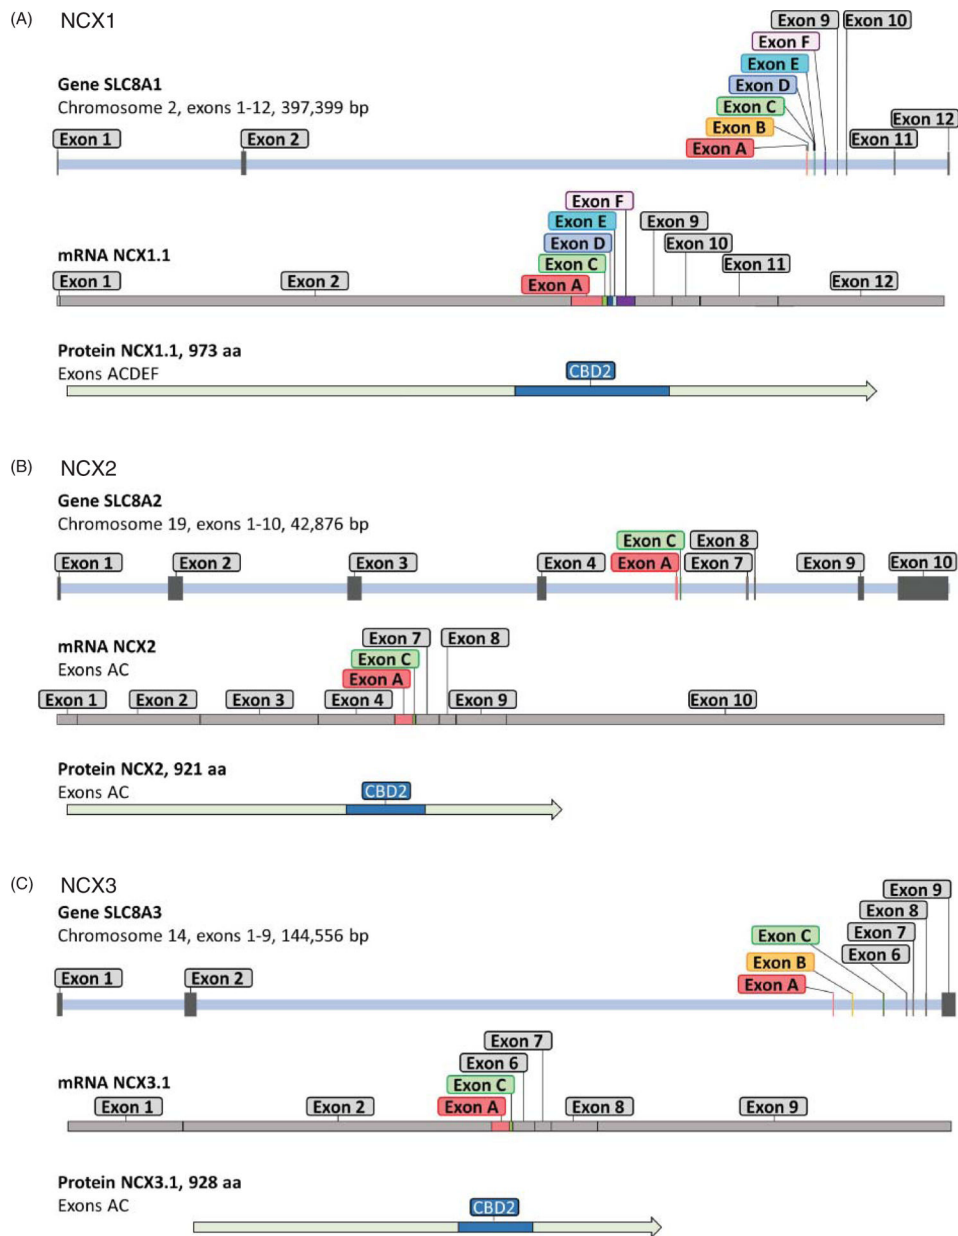 (A) NCX1
Exon 9 Exon 10
Exon F
Exon E
Gene SLC8A1
Exon D
Chromosome 2, exons 1-12, 397,399 bp
Exon C
Exon B
Exon 12
Exon 1 Exon 2 Exon A Exon 11
Exon F
Exon E Exon 9
Exon D Exon 10
mRNA NCX1.1
Exon C Exon 11
Exon 1 Exon 2 Exon A Exon 12
Protein NCX1.1, 973 aa
Exons ACDEF
CBD2
(B) NCX2
Gene SLC8A2
Chromosome 19, exons 1-10, 42,876 bp
Exon C Exon 8
Exon 1 Exon 2 Exon 3 Exon 4 Exon A Exon 7 Exon 9 Exon 10
mRNA NCX2
Exon 7 Exon 8
Exons AC
Exon C
Exon A
Exon 1 Exon 2 Exon 3 Exon 4 Exon 9 Exon 10
Protein NCX2, 921 aa
Exons AC
CBD2
(C) NCX3
Exon 9
Gene SLC8A3
Exon 8
Chromosome 14, exons 1-9, 144,556 bp
Exon C Exon 7
Exon 6
Exon B
Exon 1 Exon 2 Exon A
Exon 7
Exon 6
mRNA NCX3.1
Exon C
Exon 1 Exon 2 Exon A Exon 8 Exon 9
Protein NCX3.1, 928 aa
Exons AC
CBD2